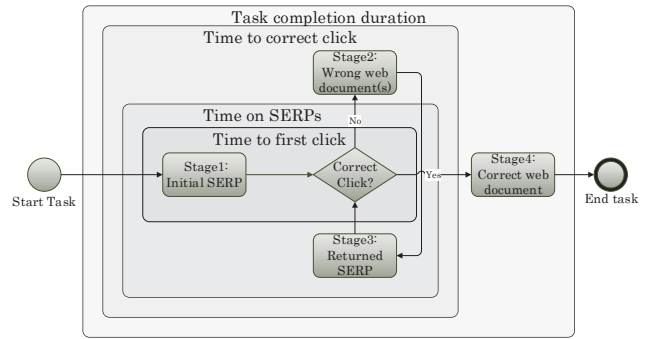 Task completion duration
Time to correct click
Stage2:
Wrong web
document(s)
Time on SERPs
No
Time to first click
Stage1:
Initial SERP
Correct
Click?
Yes
Stage4:
Correct web
document
Start Task
End task
Stage3:
Returned
SERP